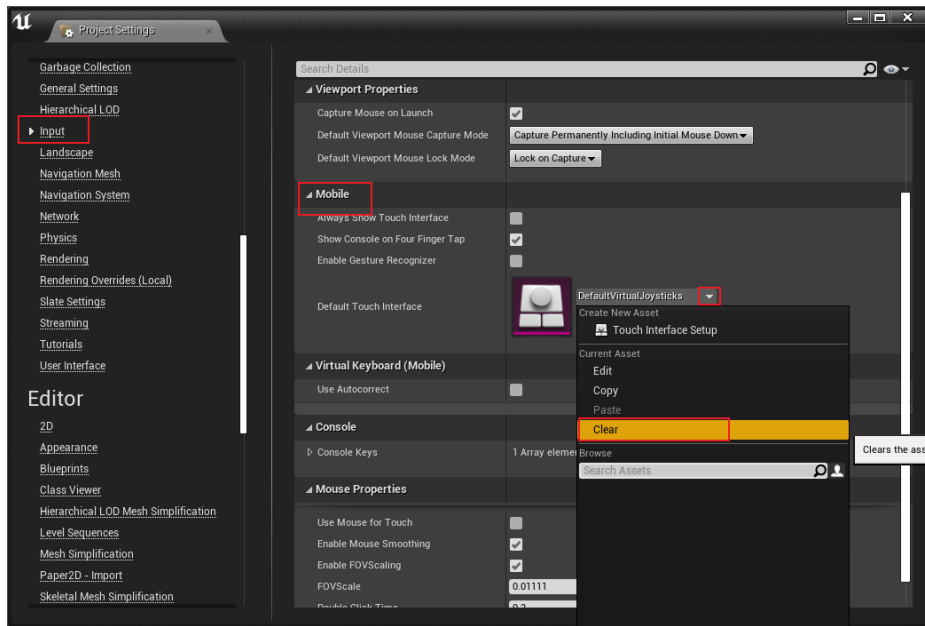 Project Settings
Garbage Collection
General Settings
Hierarchical LOD
Input
Landscape
Navigation Mesh
Navigation System
Network
Physics
Rendering
Rendering Overrides (Local)
Slate Settings
Streaming
Tutorials
User Interface
Editor
2D
Appearance
Blueprints
Class Viewer
Hierarchical LOD Mesh Simplification
Level Sequences
Mesh Simplification
Paper2D - Import
Skeletal Mesh Simplification
Search Details
Viewport Properties
Capture Mouse on Launch
Default Viewport Mouse Capture Mode Capture Permanently Including Initial Mouse Down
Default Viewport Mouse Lock Mode Lock on Capture
Mobile
Always Show Touch Interface
Show Console on Four Finger Tap
Enable Gesture Recognizer
Default Touch Interface DefaultVirtualJoysticks
Create New Asset
Touch Interface Setup
Current Asset
Edit
Copy
Paste
Clear
Clears the ass
Browse
Search Assets
Virtual Keyboard (Mobile)
Use Autocorrect
Console
Console Keys 1 Array eleme
Mouse Properties
Use Mouse for Touch
Enable Mouse Smoothing
Enable FOVScaling
FOVScale 0.01111
Double Click Time 0.2